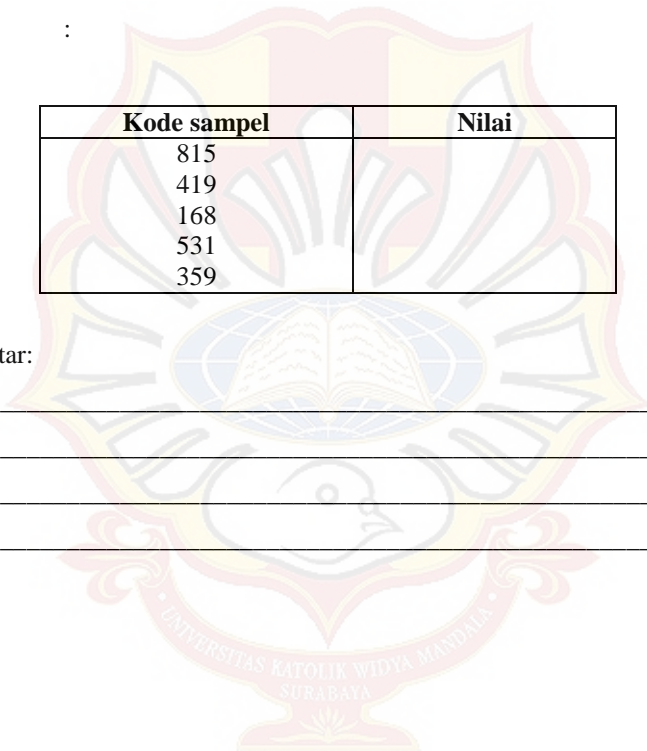 :
Kode sampel Nilai
815
419
168
531
359
tar:
UNIVERSITAS KATOLIK WIDYA MANDALA
SURABAYA